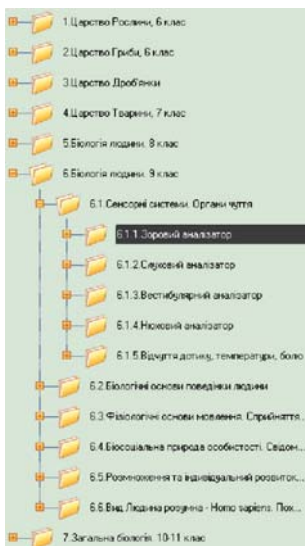 1.Царство Рослини, 6 клас
2.Царство Гриби, 6 клас
3.Царство Дроб'янки
4.Царство Тварини, 7 клас
5.Біологія людини. 8 клас
6.Біологія людини. 9 клас
6.1.Сенсорні системи. Органи чуття
6.1.1.Зоровий аналізатор
6.1.2.Слуховий аналізатор
6.1.3.Вестибулярний аналізатор
6.1.4.Нюховий аналізатор
6.1.5.Відчуття дотику, температури, болю
6.2.Біологічні основи поведінки людини
6.3.Фізіологічні основи мовлення. Сприйняття...
6.4.Біосоціальна природа особистості. Свідом...
6.5.Розмноження та індивідуальний розвиток...
6.6.Вид Людина розумна - Homo sapiens. Пох...
7.Загальна біологія. 10-11 клас